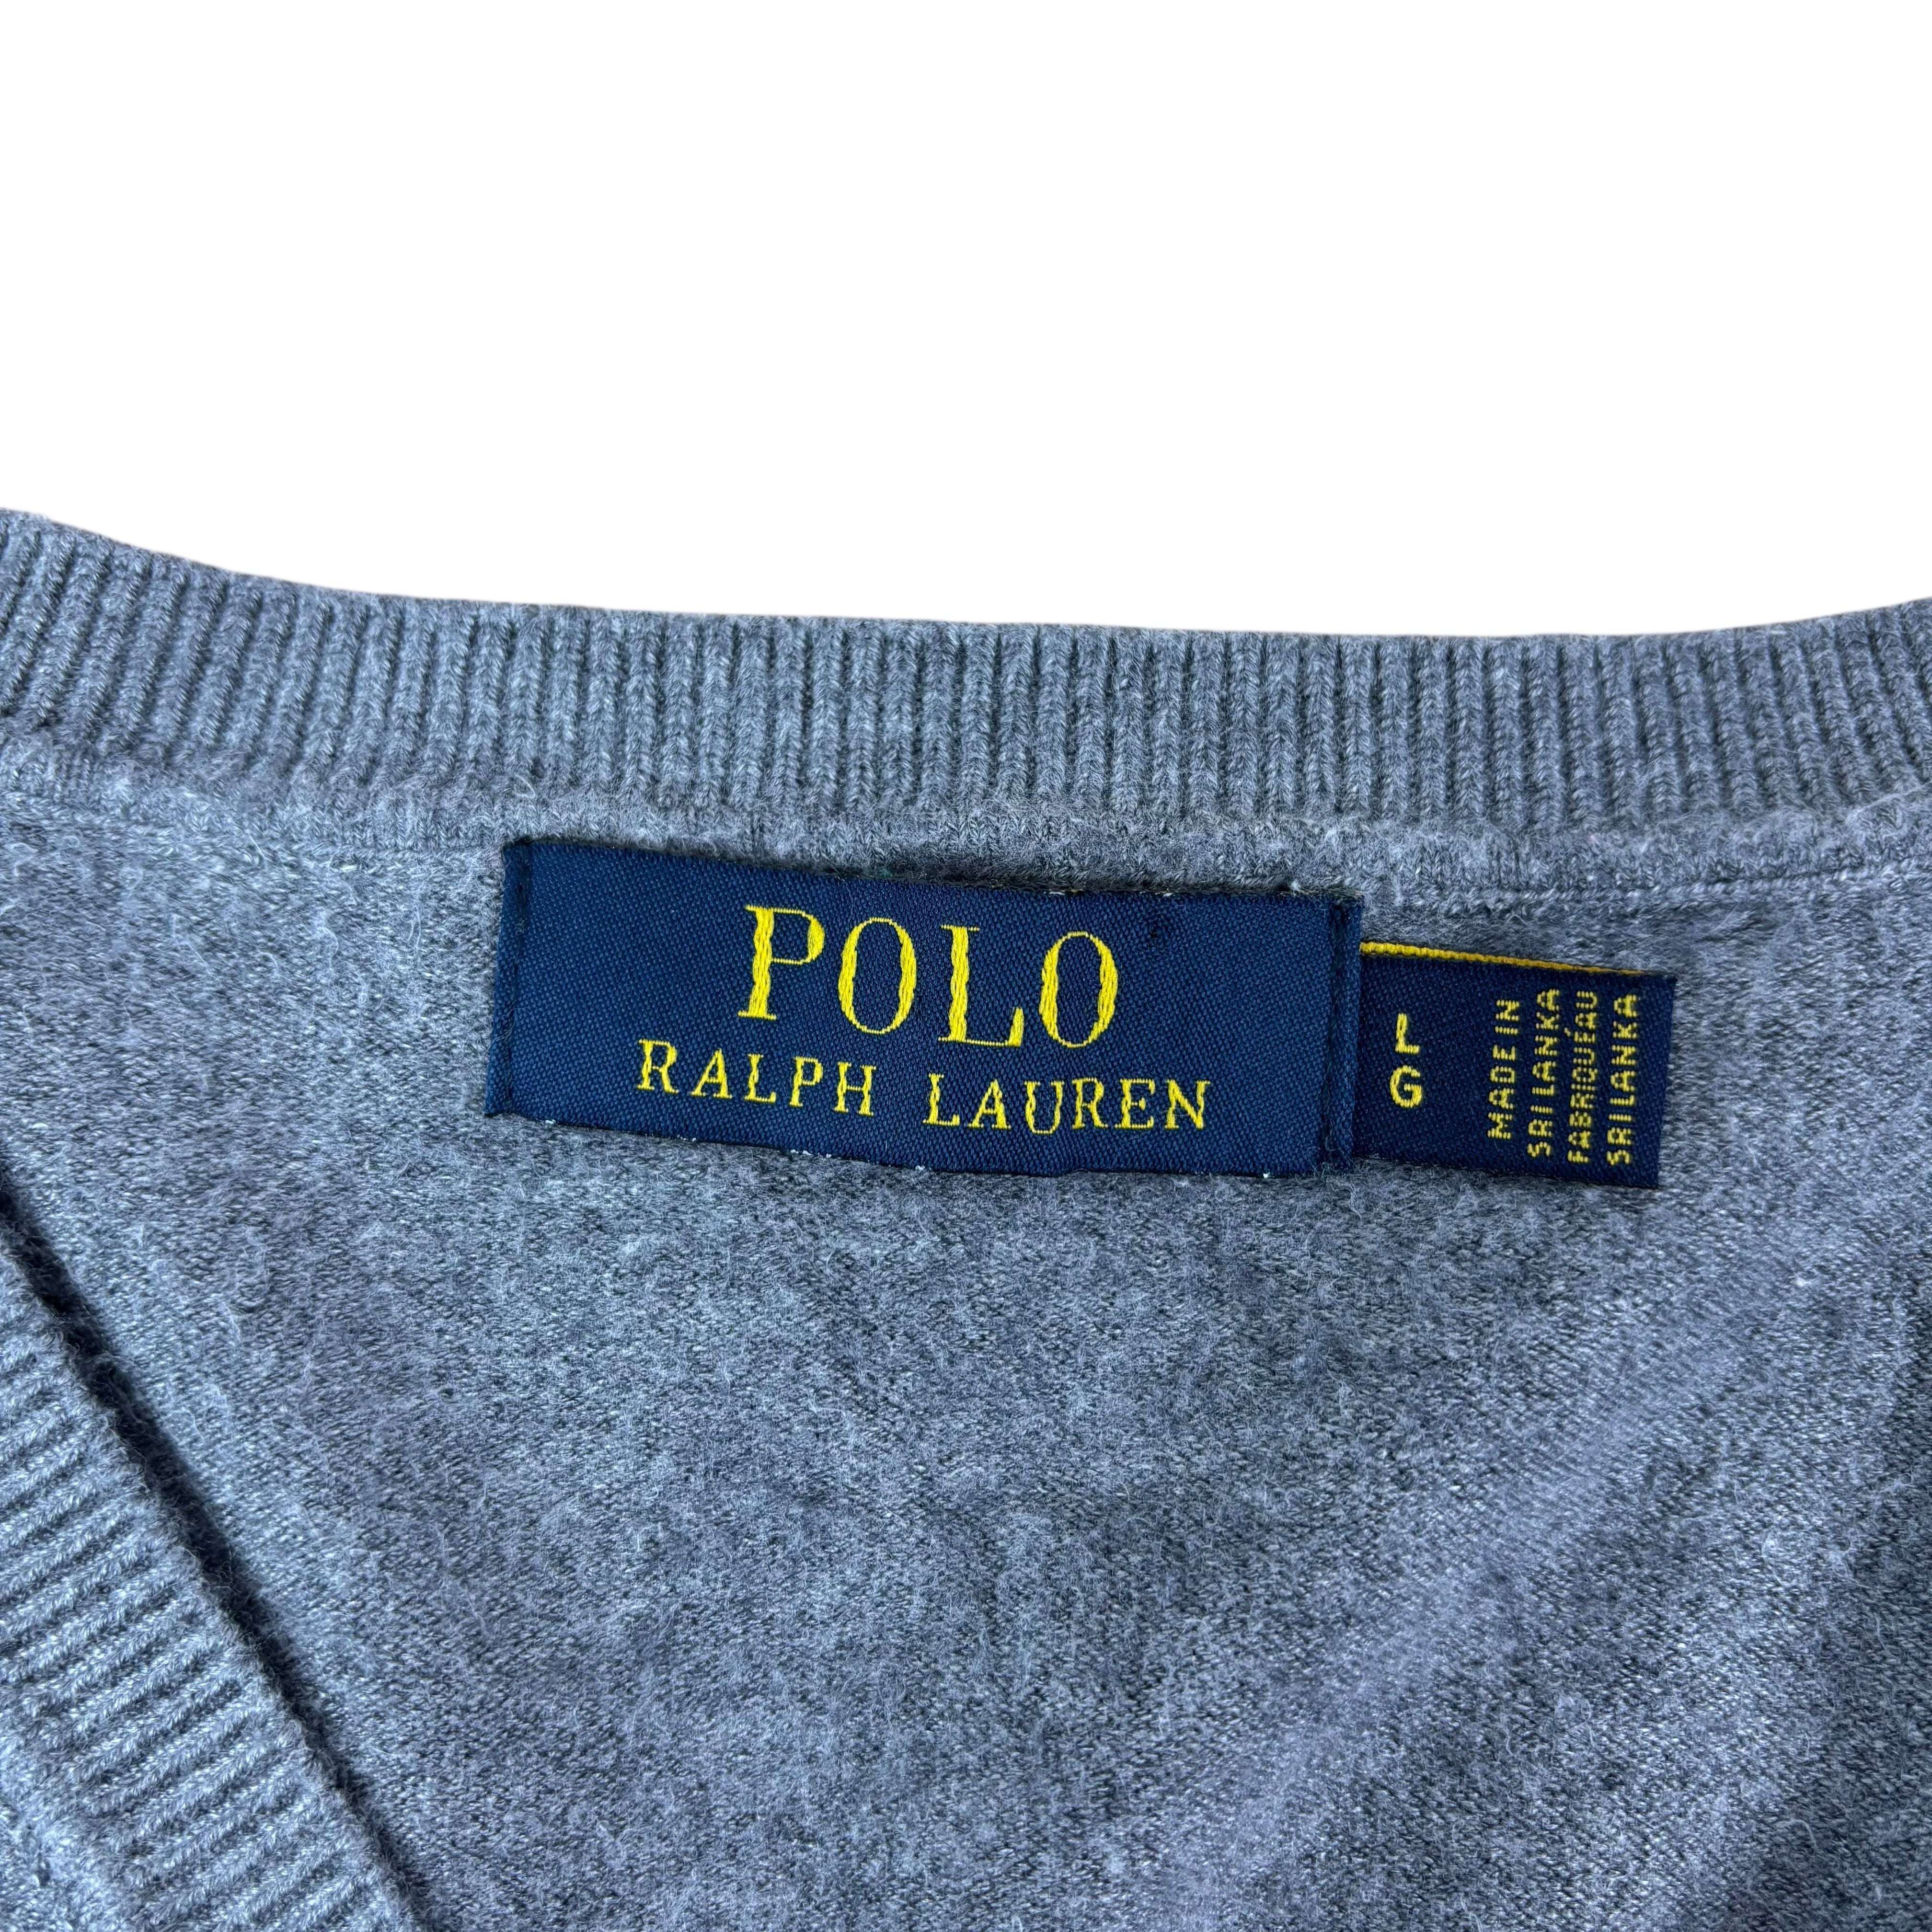 POLO
RALPH LAUREN
L
G
MADE IN
SRI LANKA
FABRIQUÉ AU
SRI LANKA